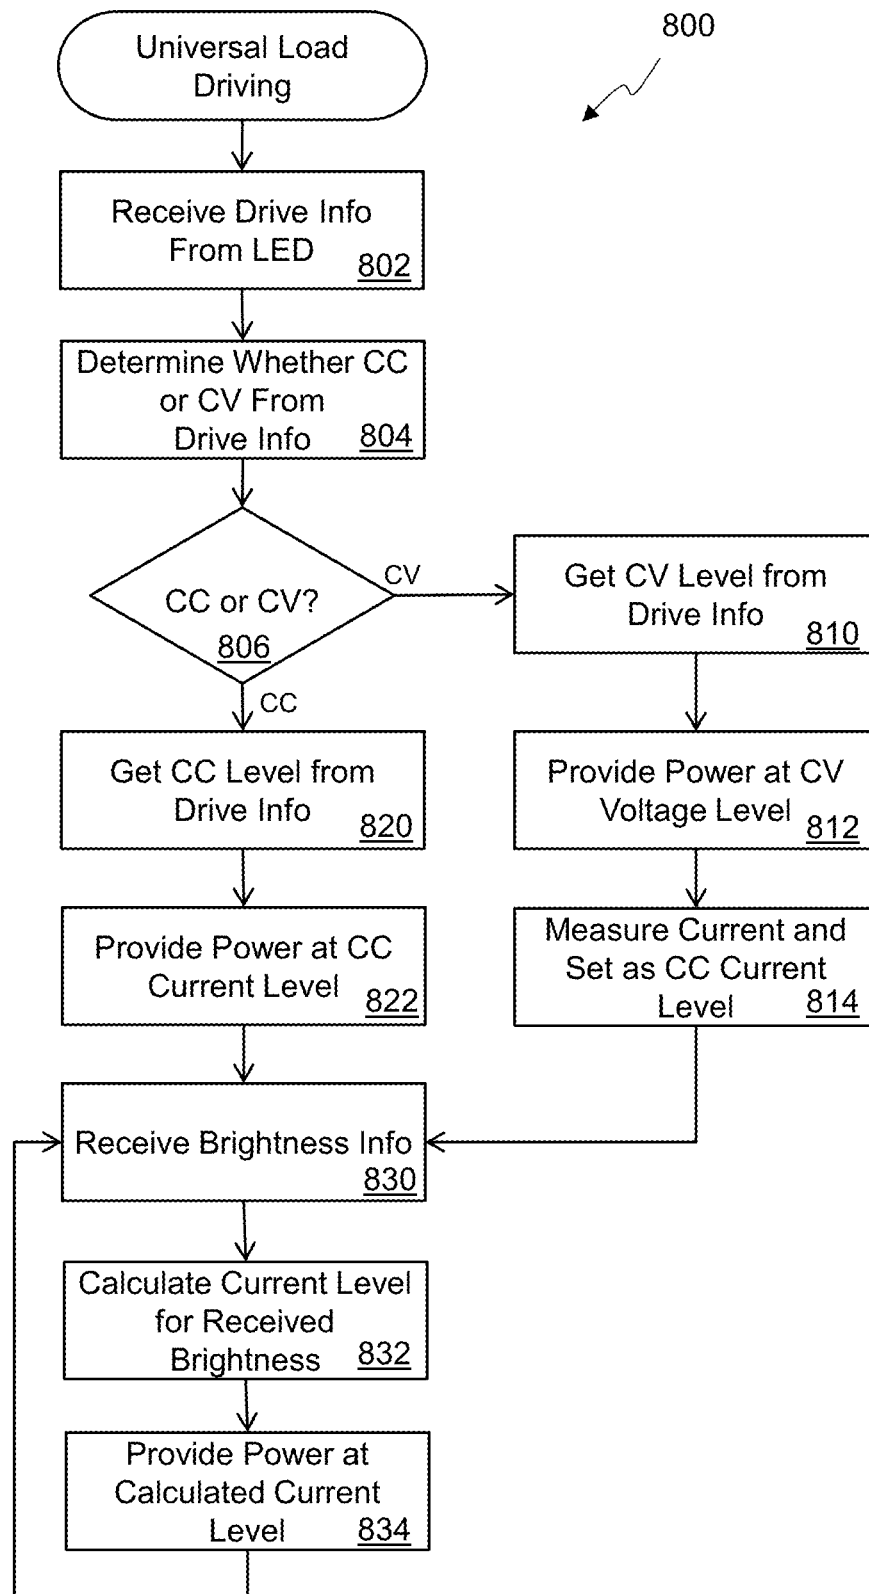 800
Universal Load
Driving
Receive Drive Info
From LED
802
Determine Whether CC
or CV From
Drive Info
804
CC or CV?
806
CV
CC
Get CV Level from
Drive Info
810
Provide Power at CV
Voltage Level
812
Measure Current and
Set as CC Current
Level
814
Get CC Level from
Drive Info
820
Provide Power at CC
Current Level
822
Receive Brightness Info
830
Calculate Current Level
for Received
Brightness
832
Provide Power at
Calculated Current
Level
834